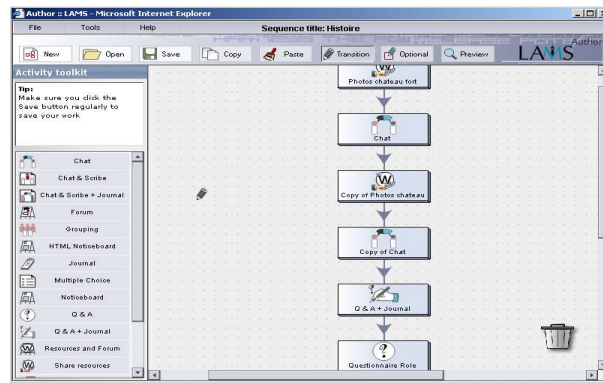 Author :: LAMS - Microsoft Internet Explorer
File Tools Help Sequence title: Histoire
New Open Save Copy Paste Transition Optional Preview LAMS Author
Activity toolkit
Tip:
Make sure you click the
Save button regularly to
save your work
Chat
Chat & Scribe
Chat & Scribe + Journal
Forum
Grouping
HTML Noticeboard
Journal
Multiple Choice
Noticeboard
Q & A
Q & A + Journal
Resources and Forum
Share resources
Photos chateau fort
Chat
Copy of Photos chateau
Copy of Chat
Q & A + Journal
Questionnaire Role